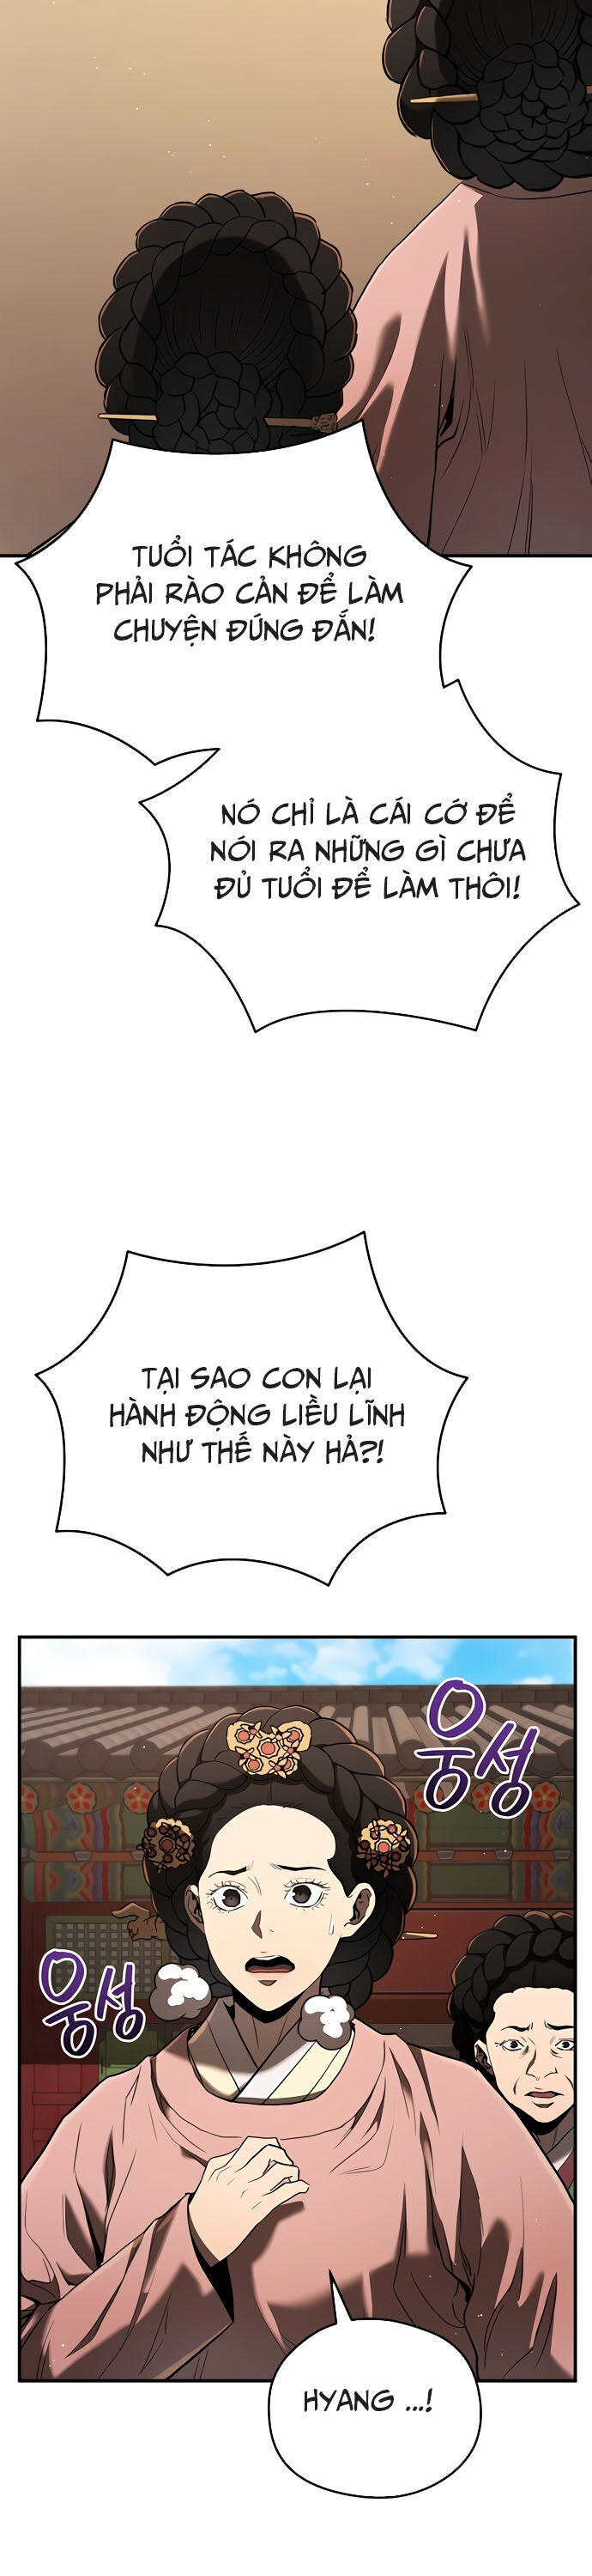 TUỔI TÁC KHÔNG
PHẢI RÀO CẢN ĐỂ LÀM
CHUYỆN ĐÚNG ĐẮN!
NÓ CHỈ LÀ CÁI CỚ ĐỂ
NÓI RA NHỮNG GÌ CHƯA
ĐỦ TUỔI ĐỂ LÀM THÔI!
TẠI SAO CON LẠI
HÀNH ĐỘNG LIỀU LĨNH
NHƯ THẾ NÀY HẢ?!
웅성
웅성
HYANG ...!